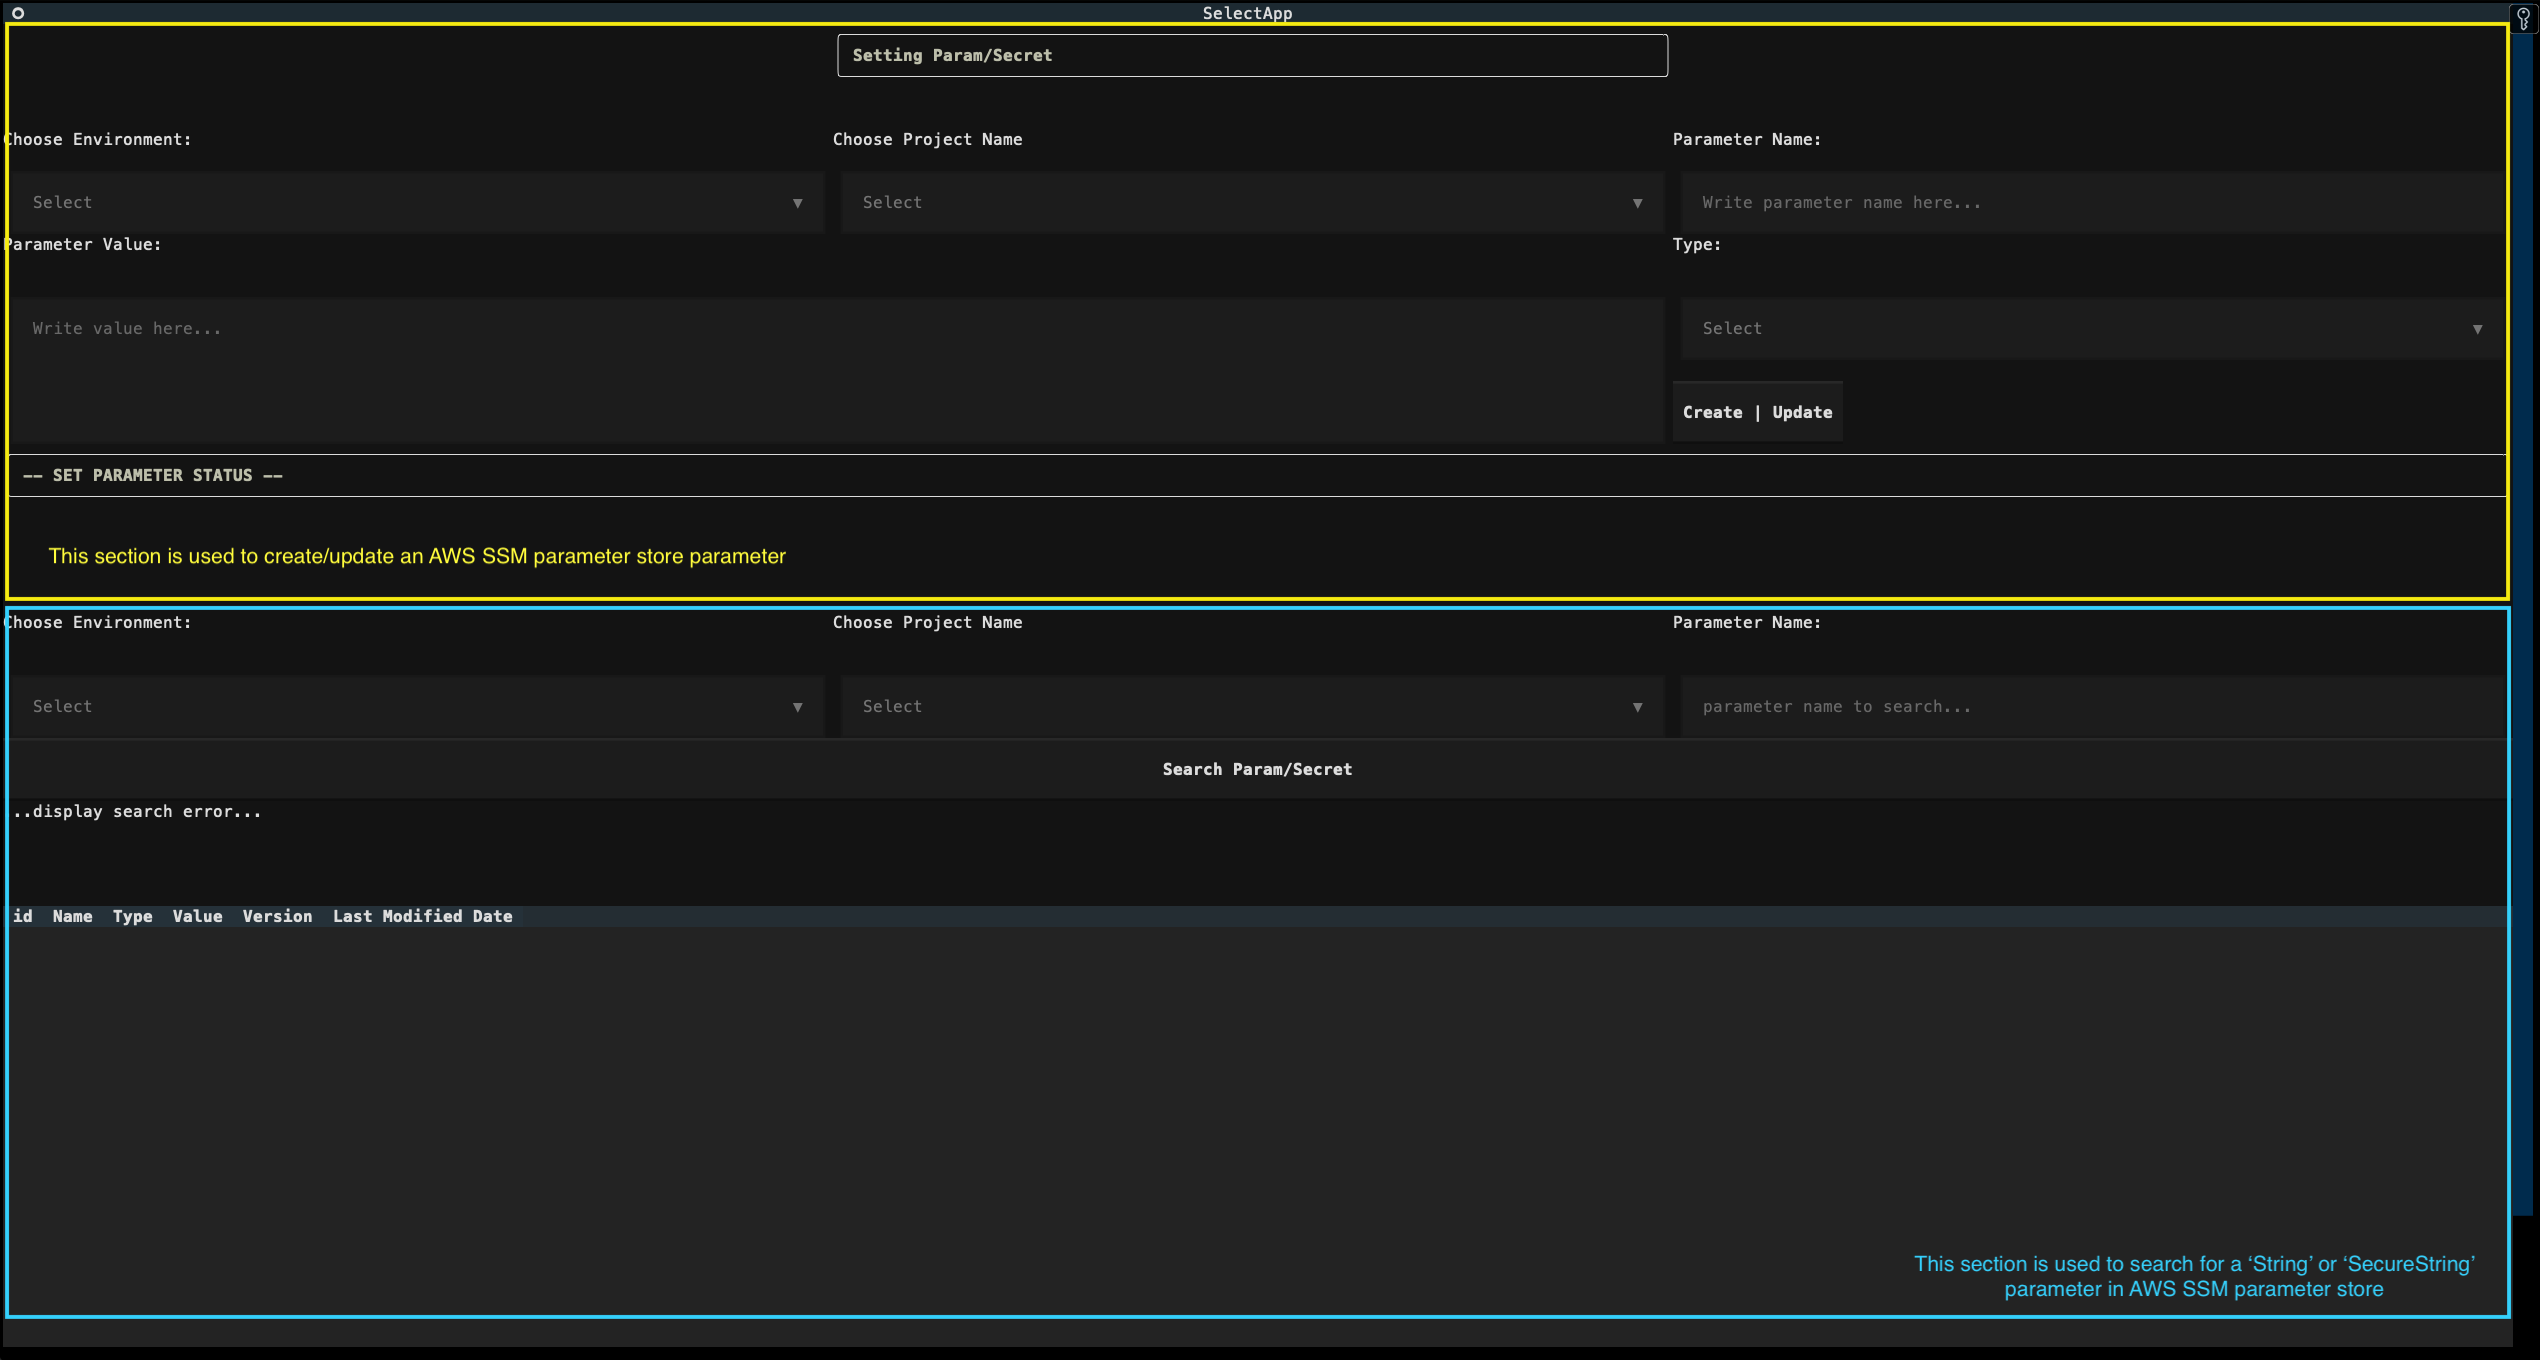 SelectApp
Setting Param/Secret
Choose Environment: Choose Project Name Parameter Name:
Select ▼ Select ▼ Write parameter name here...
Parameter Value: Type:
Write value here... Select ▼
Create | Update
-- SET PARAMETER STATUS --
This section is used to create/update an AWS SSM parameter store parameter
Choose Environment: Choose Project Name Parameter Name:
Select ▼ Select ▼ parameter name to search...
Search Param/Secret
..display search error...
id Name Type Value Version Last Modified Date
This section is used to search for a ‘String’ or ‘SecureString’
parameter in AWS SSM parameter store